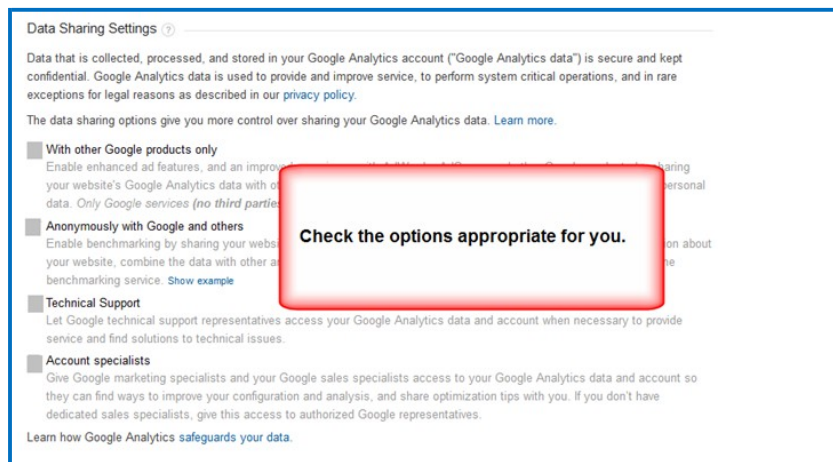 Data Sharing Settings ?
Data that is collected, processed, and stored in your Google Analytics account ("Google Analytics data") is secure and kept
confidential. Google Analytics data is used to provide and improve service, to perform system critical operations, and in rare
exceptions for legal reasons as described in our privacy policy.
The data sharing options give you more control over sharing your Google Analytics data. Learn more.
With other Google products only
Enable enhanced ad features, and an improv sharing
your website's Google Analytics data with ot personal
data. Only Google services (no third partie
Anonymously with Google and others
Enable benchmarking by sharing your websi on about
your website, combine the data with other a
benchmarking service. Show example
Check the options appropriate for you.
Technical Support
Let Google technical support representatives access your Google Analytics data and account when necessary to provide
service and find solutions to technical issues.
Account specialists
Give Google marketing specialists and your Google sales specialists access to your Google Analytics data and account so
they can find ways to improve your configuration and analysis, and share optimization tips with you. If you don't have
dedicated sales specialists, give this access to authorized Google representatives.
Learn how Google Analytics safeguards your data.